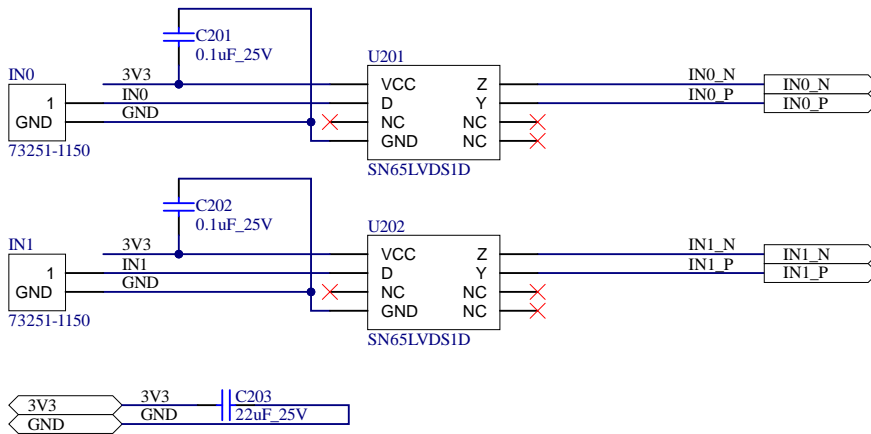 C201
0.1uF_25V
U201
IN0
3V3
VCC
Z
IN0_N
IN0_N
1
IN0
D
Y
IN0_P
IN0_P
GND
GND
NC
NC
GND
NC
73251-1150
SN65LVDS1D
C202
0.1uF_25V
U202
IN1
3V3
VCC
Z
IN1_N
IN1_N
1
IN1
D
Y
IN1_P
IN1_P
GND
GND
NC
NC
GND
NC
73251-1150
SN65LVDS1D
3V3
3V3
C203
GND
GND
22uF_25V